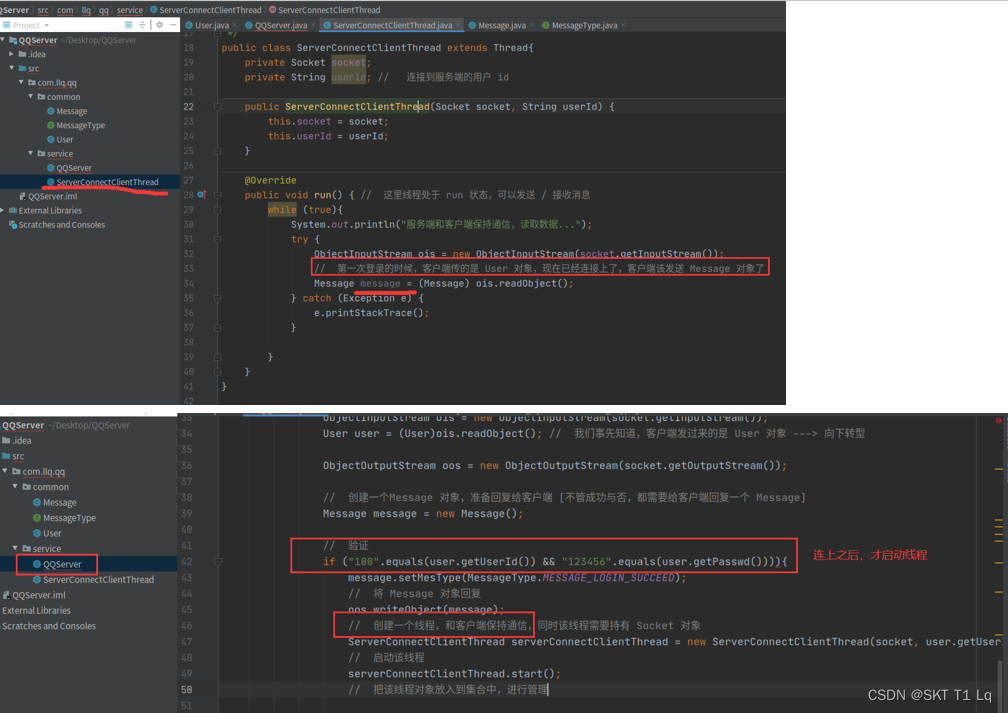 QServer src com llq qq service ServerConnectClientThread ServerConnectClientThread
Project
User.java QQServer.java ServerConnectClientThread.java Message.java MessageType.java
QQServer ~/Desktop/QQServer
.idea
src
com.llq.qq
common
Message
MessageType
User
service
QQServer
ServerConnectClientThread
QQServer.iml
External Libraries
Scratches and Consoles
17 */
18 public class ServerConnectClientThread extends Thread{
19 private Socket socket;
20 private String userId; // 连接到服务端的用户 id
21
22 public ServerConnectClientThread(Socket socket, String userId) {
23 this.socket = socket;
24 this.userId = userId;
25 }
26
27 @Override
28 public void run() { // 这里线程处于 run 状态，可以发送 / 接收消息
29 while (true){
30 System.out.println("服务端和客户端保持通信，读取数据...");
31 try {
32 ObjectInputStream ois = new ObjectInputStream(socket.getInputStream());
33 // 第一次登录的时候，客户端传的是 User 对象，现在已经连接上了，客户端该发送 Message 对象了
34 Message message = (Message) ois.readObject();
35 } catch (Exception e) {
36 e.printStackTrace();
37 }
38
39 }
40 }
41 }
42
QQServer ~/Desktop/QQServer
.idea
src
com.llq.qq
common
Message
MessageType
User
service
QQServer
ServerConnectClientThread
QQServer.iml
External Libraries
Scratches and Consoles
33 ObjectInputStream ois = new ObjectInputStream(socket.getInputStream());
34 User user = (User)ois.readObject(); // 我们事先知道，客户端发过来的是 User 对象 ---> 向下转型
35
36 ObjectOutputStream oos = new ObjectOutputStream(socket.getOutputStream());
37
38 // 创建一个Message 对象，准备回复给客户端 [不管成功与否，都需要给客户端回复一个 Message]
39 Message message = new Message();
40
41 // 验证
42 if ("100".equals(user.getUserId()) && "123456".equals(user.getPasswd())){
连上之后，才启动线程
43 message.setMesType(MessageType.MESSAGE_LOGIN_SUCCEED);
44 // 将 Message 对象回复
45 oos.writeObject(message);
46 // 创建一个线程，和客户端保持通信，同时该线程需要持有 Socket 对象
47 ServerConnectClientThread serverConnectClientThread = new ServerConnectClientThread(socket, user.getUser
48 // 启动该线程
49 serverConnectClientThread.start();
50 // 把该线程对象放入到集合中，进行管理
51
CSDN @SKT T1 Lq